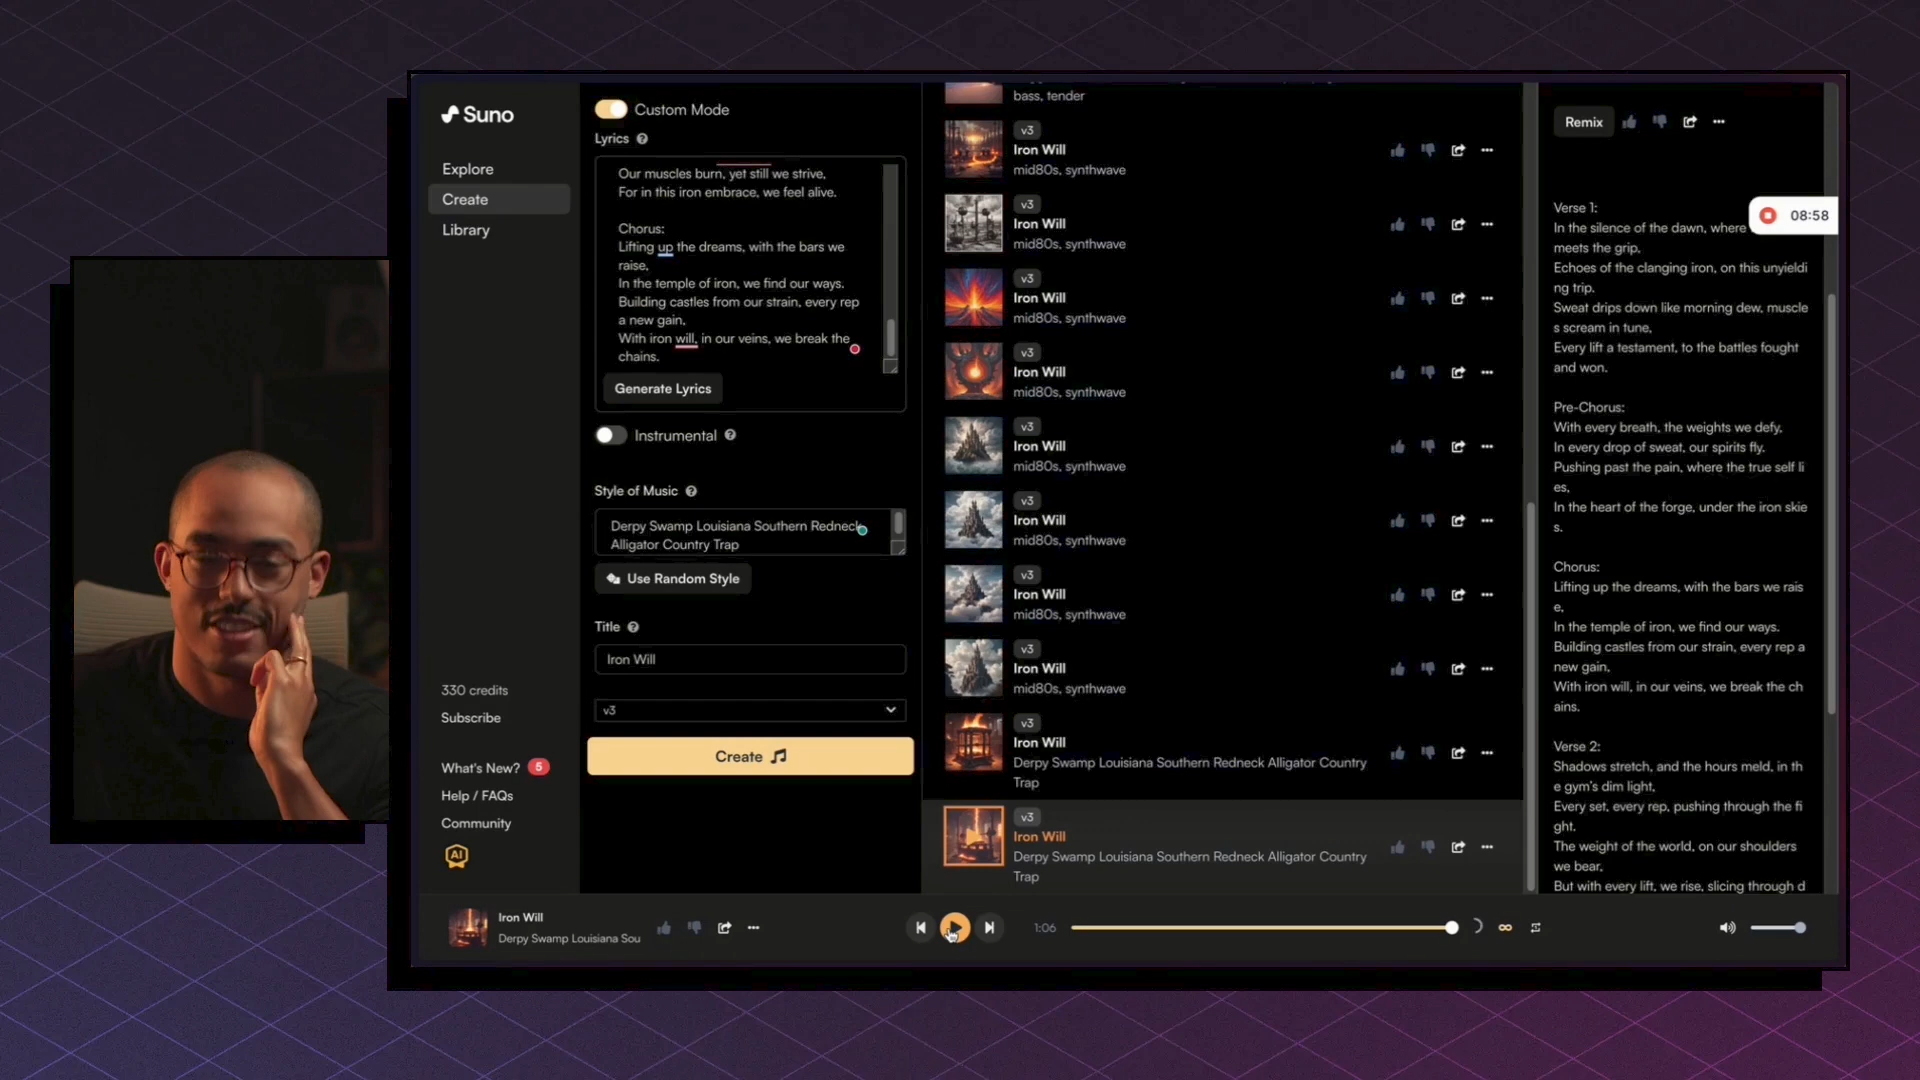 Suno
Explore
Create
Library
330 credits
Subscribe
What's New? 5
Help / FAQs
Community
AI
Custom Mode
Lyrics
Our muscles burn, yet still we strive,
For in this iron embrace, we feel alive.
Chorus:
Lifting up the dreams, with the bars we
raise,
In the temple of iron, we find our ways.
Building castles from our strain, every rep
a new gain,
With iron will, in our veins, we break the
chains.
Generate Lyrics
Instrumental
Style of Music
Derpy Swamp Louisiana Southern Redneck
Alligator Country Trap
Use Random Style
Title
Iron Will
v3
Create
bass, tender
v3
Iron Will
mid80s, synthwave
v3
Iron Will
mid80s, synthwave
v3
Iron Will
mid80s, synthwave
v3
Iron Will
mid80s, synthwave
v3
Iron Will
mid80s, synthwave
v3
Iron Will
mid80s, synthwave
v3
Iron Will
mid80s, synthwave
v3
Iron Will
mid80s, synthwave
v3
Iron Will
Derpy Swamp Louisiana Southern Redneck Alligator Country
Trap
v3
Iron Will
Derpy Swamp Louisiana Southern Redneck Alligator Country
Trap
Remix
08:58
Verse 1:
In the silence of the dawn, where
meets the grip,
Echoes of the clanging iron, on this unyieldi
ng trip.
Sweat drips down like morning dew, muscle
s scream in tune,
Every lift a testament, to the battles fought
and won.
Pre-Chorus:
With every breath, the weights we defy,
In every drop of sweat, our spirits fly.
Pushing past the pain, where the true self li
es,
In the heart of the forge, under the iron skie
s.
Chorus:
Lifting up the dreams, with the bars we rais
e,
In the temple of iron, we find our ways.
Building castles from our strain, every rep a
new gain,
With iron will, in our veins, we break the ch
ains.
Verse 2:
Shadows stretch, and the hours meld, in th
e gym's dim light,
Every set, every rep, pushing through the fi
ght.
The weight of the world, on our shoulders
we bear,
But with every lift, we rise, slicing through d
Iron Will
Derpy Swamp Louisiana Sou
1:06